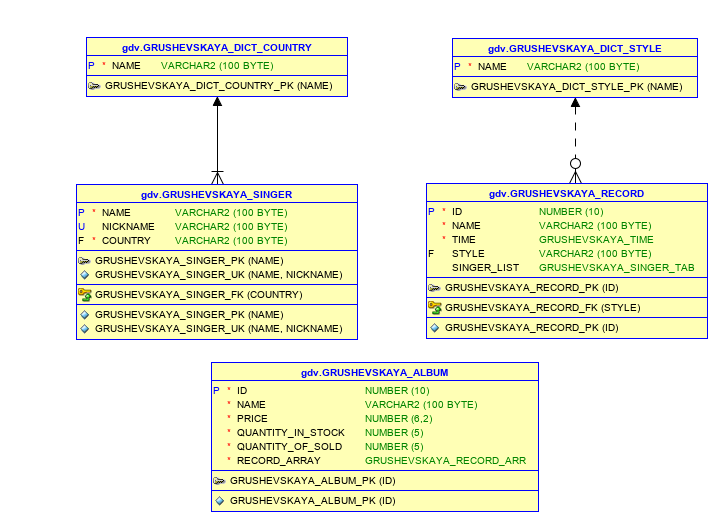 gdv.GRUSHEVSKAYA_DICT_COUNTRY
P * NAME VARCHAR2 (100 BYTE)
GRUSHEVSKAYA_DICT_COUNTRY_PK (NAME)
gdv.GRUSHEVSKAYA_DICT_STYLE
P * NAME VARCHAR2 (100 BYTE)
GRUSHEVSKAYA_DICT_STYLE_PK (NAME)
gdv.GRUSHEVSKAYA_SINGER
P * NAME VARCHAR2 (100 BYTE)
U NICKNAME VARCHAR2 (100 BYTE)
F * COUNTRY VARCHAR2 (100 BYTE)
GRUSHEVSKAYA_SINGER_PK (NAME)
GRUSHEVSKAYA_SINGER_UK (NAME, NICKNAME)
GRUSHEVSKAYA_SINGER_FK (COUNTRY)
GRUSHEVSKAYA_SINGER_PK (NAME)
GRUSHEVSKAYA_SINGER_UK (NAME, NICKNAME)
gdv.GRUSHEVSKAYA_RECORD
P * ID NUMBER (10)
* NAME VARCHAR2 (100 BYTE)
* TIME GRUSHEVSKAYA_TIME
F STYLE VARCHAR2 (100 BYTE)
SINGER_LIST GRUSHEVSKAYA_SINGER_TAB
GRUSHEVSKAYA_RECORD_PK (ID)
GRUSHEVSKAYA_RECORD_FK (STYLE)
GRUSHEVSKAYA_RECORD_PK (ID)
gdv.GRUSHEVSKAYA_ALBUM
P * ID NUMBER (10)
* NAME VARCHAR2 (100 BYTE)
* PRICE NUMBER (6,2)
* QUANTITY_IN_STOCK NUMBER (5)
* QUANTITY_OF_SOLD NUMBER (5)
* RECORD_ARRAY GRUSHEVSKAYA_RECORD_ARR
GRUSHEVSKAYA_ALBUM_PK (ID)
GRUSHEVSKAYA_ALBUM_PK (ID)